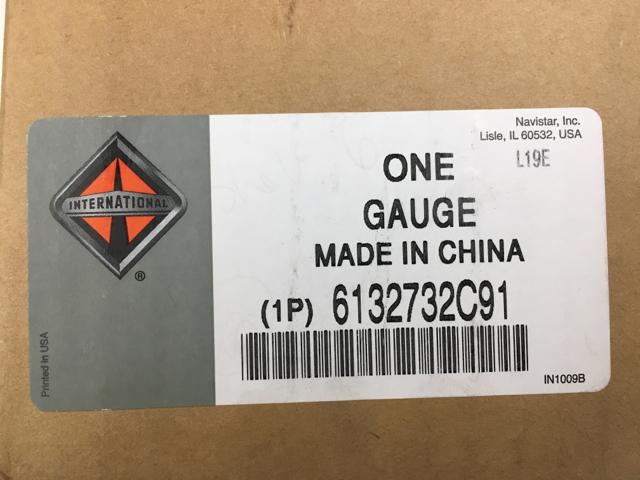 Navistar, Inc.
Lisle, IL 60532, USA
L19E
INTERNATIONAL
®
ONE
GAUGE
MADE IN CHINA
(1P) 6132732C91
IN1009B
Printed in USA